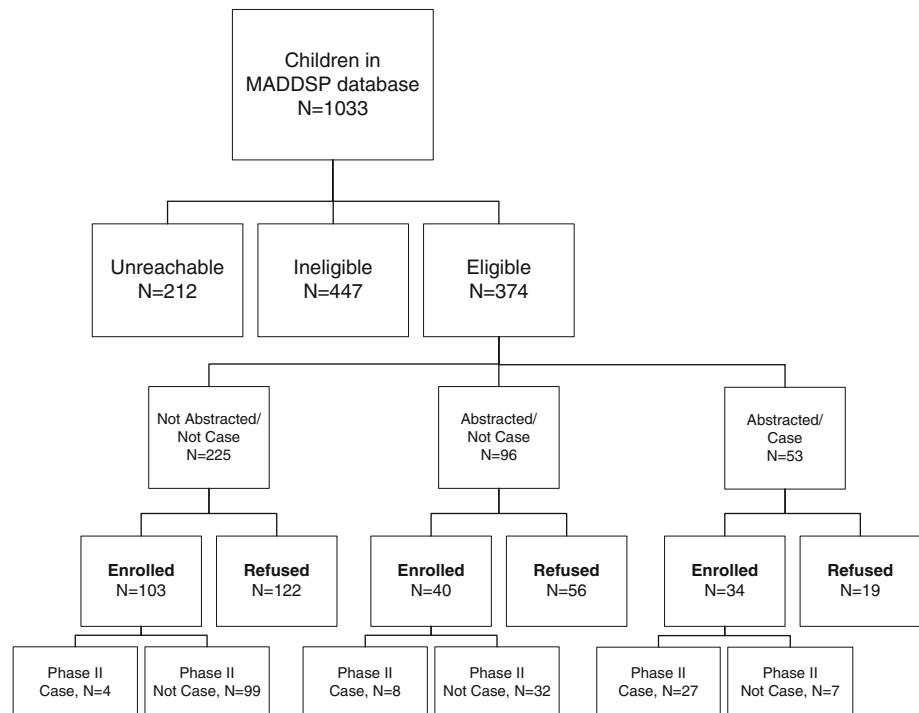 Children in
MADDSP database
N=1033
Unreachable
N=212
Ineligible
N=447
Eligible
N=374
Not Abstracted/
Not Case
N=225
Abstracted/
Not Case
N=96
Abstracted/
Case
N=53
Enrolled
N=103
Refused
N=122
Enrolled
N=40
Refused
N=56
Enrolled
N=34
Refused
N=19
Phase II
Case, N=4
Phase II
Not Case, N=99
Phase II
Case, N=8
Phase II
Not Case, N=32
Phase II
Case, N=27
Phase II
Not Case, N=7